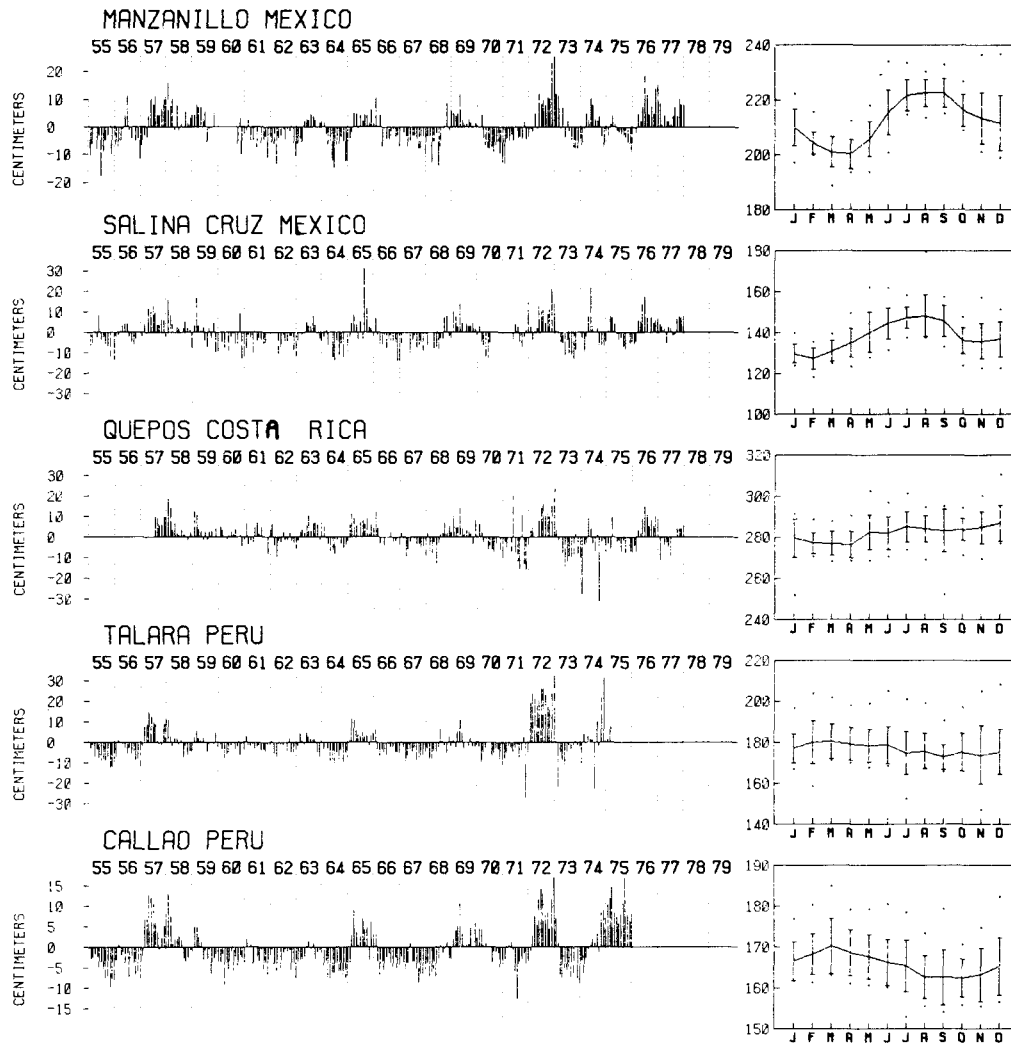 MANZANILLO MEXICO
55 56 57 58 59 60 61 62 63 64 65 66 67 68 69 70 71 72 73 74 75 76 77 78 79
CENTIMETERS
20
10
0
-10
-20
240
220
200
180
J F M A M J J A S O N D
SALINA CRUZ MEXICO
55 56 57 58 59 60 61 62 63 64 65 66 67 68 69 70 71 72 73 74 75 76 77 78 79
CENTIMETERS
30
20
10
0
-10
-20
-30
180
160
140
120
100
J F M A M J J A S O N D
QUEPOS COSTA RICA
55 56 57 58 59 60 61 62 63 64 65 66 67 68 69 70 71 72 73 74 75 76 77 78 79
CENTIMETERS
30
20
10
0
-10
-20
-30
320
300
280
260
240
J F M A M J J A S O N D
TALARA PERU
55 56 57 58 59 60 61 62 63 64 65 66 67 68 69 70 71 72 73 74 75 76 77 78 79
CENTIMETERS
30
20
10
0
-10
-20
-30
220
200
180
160
140
J F M A M J J A S O N D
CALLAO PERU
55 56 57 58 59 60 61 62 63 64 65 66 67 68 69 70 71 72 73 74 75 76 77 78 79
CENTIMETERS
15
10
5
0
-5
-10
-15
190
180
170
160
150
J F M A M J J A S O N D